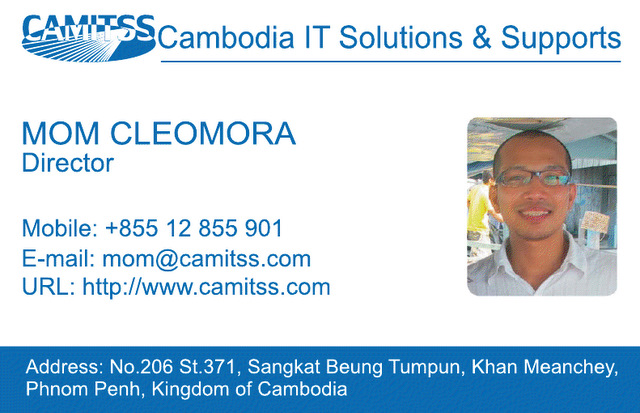 CAMITSS
Cambodia IT Solutions & Supports
MOM CLEOMORA
Director
Mobile: +855 12 855 901
E-mail: mom@camitss.com
URL: http://www.camitss.com
Address: No.206 St.371, Sangkat Beung Tumpun, Khan Meanchey,
Phnom Penh, Kingdom of Cambodia